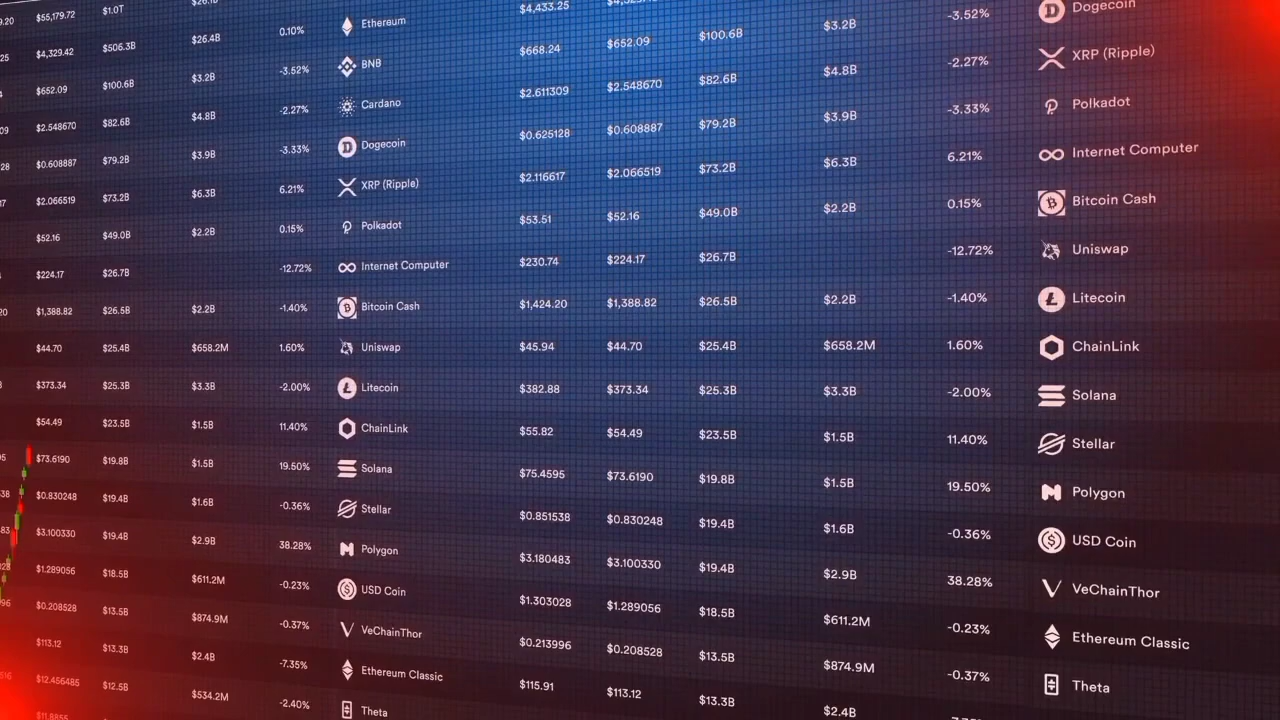 9.20 $55,179.72 $1.0T
25 $4,329.42 $506.3B $26.4B 0.10% Ethereum $4,433.25
$652.09 $100.6B $3.2B -3.52% BNB $668.24 $652.09 $100.6B $3.2B -3.52% Dogecoin
09 $2.548670 $82.6B $4.8B -2.27% Cardano $2.611309 $2.548670 $82.6B $4.8B -2.27% XRP (Ripple)
28 $0.608887 $79.2B $3.9B -3.33% Dogecoin $0.625128 $0.608887 $79.2B $3.9B -3.33% Polkadot
17 $2.066519 $73.2B $6.3B 6.21% XRP (Ripple) $2.116617 $2.066519 $73.2B $6.3B 6.21% Internet Computer
$52.16 $49.0B $2.2B 0.15% Polkadot $53.51 $52.16 $49.0B $2.2B 0.15% Bitcoin Cash
$224.17 $26.7B -12.72% Internet Computer $230.74 $224.17 $26.7B -12.72% Uniswap
20 $1,388.82 $26.5B $2.2B -1.40% Bitcoin Cash $1,424.20 $1,388.82 $26.5B $2.2B -1.40% Litecoin
$44.70 $25.4B $658.2M 1.60% Uniswap $45.94 $44.70 $25.4B $658.2M 1.60% ChainLink
$373.34 $25.3B $3.3B -2.00% Litecoin $382.88 $373.34 $25.3B $3.3B -2.00% Solana
$54.49 $23.5B $1.5B 11.40% ChainLink $55.82 $54.49 $23.5B $1.5B 11.40% Stellar
95 $73.6190 $19.8B $1.5B 19.50% Solana $75.4595 $73.6190 $19.8B $1.5B 19.50% Polygon
38 $0.830248 $19.4B $1.6B -0.36% Stellar $0.851538 $0.830248 $19.4B $1.6B -0.36% USD Coin
83 $3.100330 $19.4B $2.9B 38.28% Polygon $3.180483 $3.100330 $19.4B $2.9B 38.28% VeChainThor
$1.289056 $18.5B $611.2M -0.23% USD Coin $1.303028 $1.289056 $18.5B $611.2M -0.23% Ethereum Classic
96 $0.208528 $13.5B $874.9M -0.37% VeChainThor $0.213996 $0.208528 $13.5B $874.9M -0.37% Theta
$113.12 $13.3B $2.4B -7.35% Ethereum Classic $115.91 $113.12 $13.3B $2.4B
$12.456485 $12.5B $534.2M -2.40% Theta